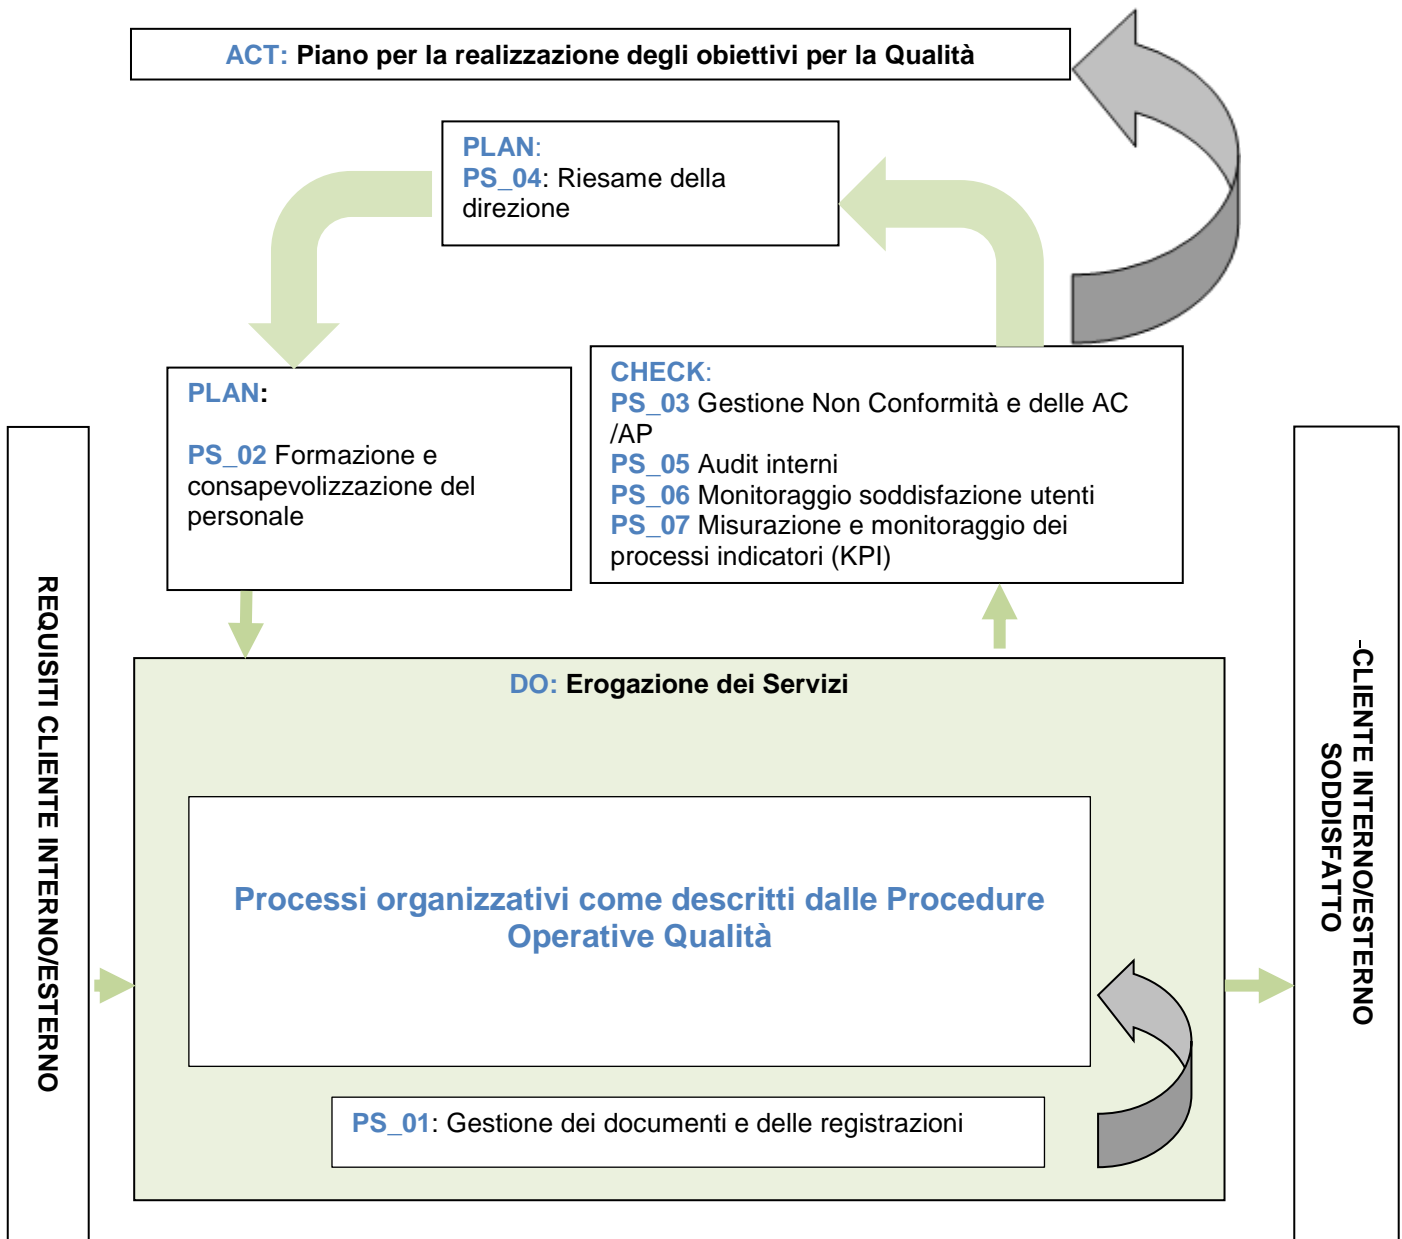 ACT: Piano per la realizzazione degli obiettivi per la Qualità
PLAN:
PS_04: Riesame della
direzione
PLAN:
PS_02 Formazione e
consapevolizzazione del
personale
CHECK:
PS_03 Gestione Non Conformità e delle AC
/AP
PS_05 Audit interni
PS_06 Monitoraggio soddisfazione utenti
PS_07 Misurazione e monitoraggio dei
processi indicatori (KPI)
REQUISITI CLIENTE INTERNO/ESTERNO
DO: Erogazione dei Servizi
Processi organizzativi come descritti dalle Procedure
Operative Qualità
PS_01: Gestione dei documenti e delle registrazioni
-CLIENTE INTERNO/ESTERNO
SODDISFATTO